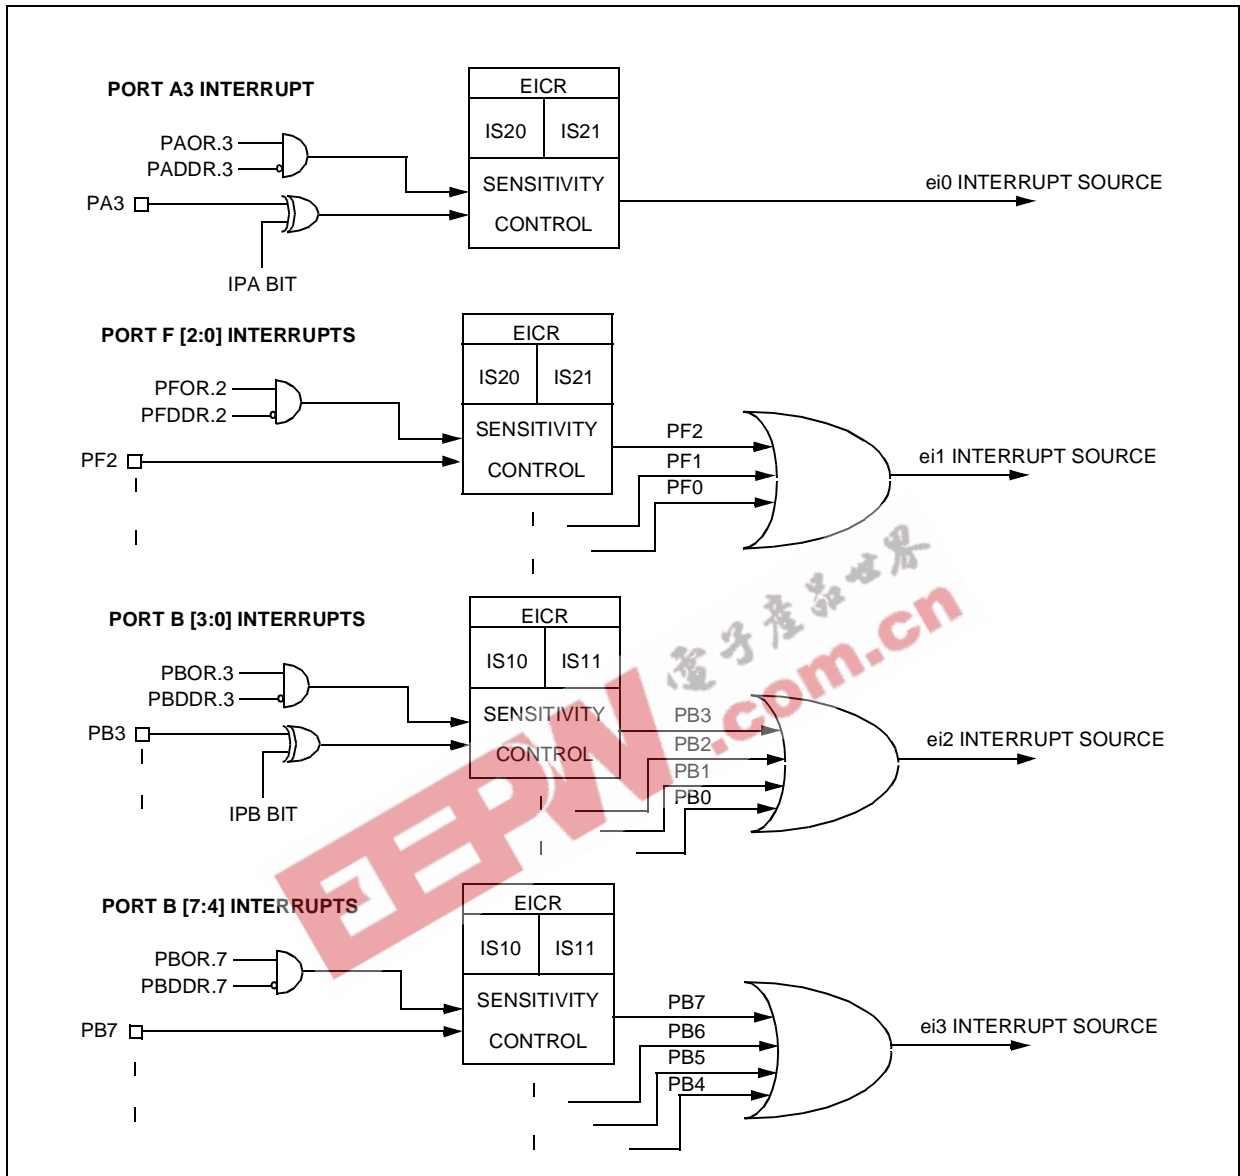 PORT A3 INTERRUPT
EICR
IS20 IS21
PAOR.3
PADDR.3
SENSITIVITY
CONTROL
PA3
IPA BIT
ei0 INTERRUPT SOURCE
PORT F [2:0] INTERRUPTS
EICR
IS20 IS21
PFOR.2
PFDDR.2
SENSITIVITY
CONTROL
PF2
PF2
PF1
PF0
ei1 INTERRUPT SOURCE
PORT B [3:0] INTERRUPTS
EICR
IS10 IS11
PBOR.3
PBDDR.3
SENSITIVITY
CONTROL
PB3
IPB BIT
PB3
PB2
PB1
PB0
ei2 INTERRUPT SOURCE
PORT B [7:4] INTERRUPTS
EICR
IS10 IS11
PBOR.7
PBDDR.7
SENSITIVITY
CONTROL
PB7
PB7
PB6
PB5
PB4
ei3 INTERRUPT SOURCE
EEPW.com.cn
電子產品世界